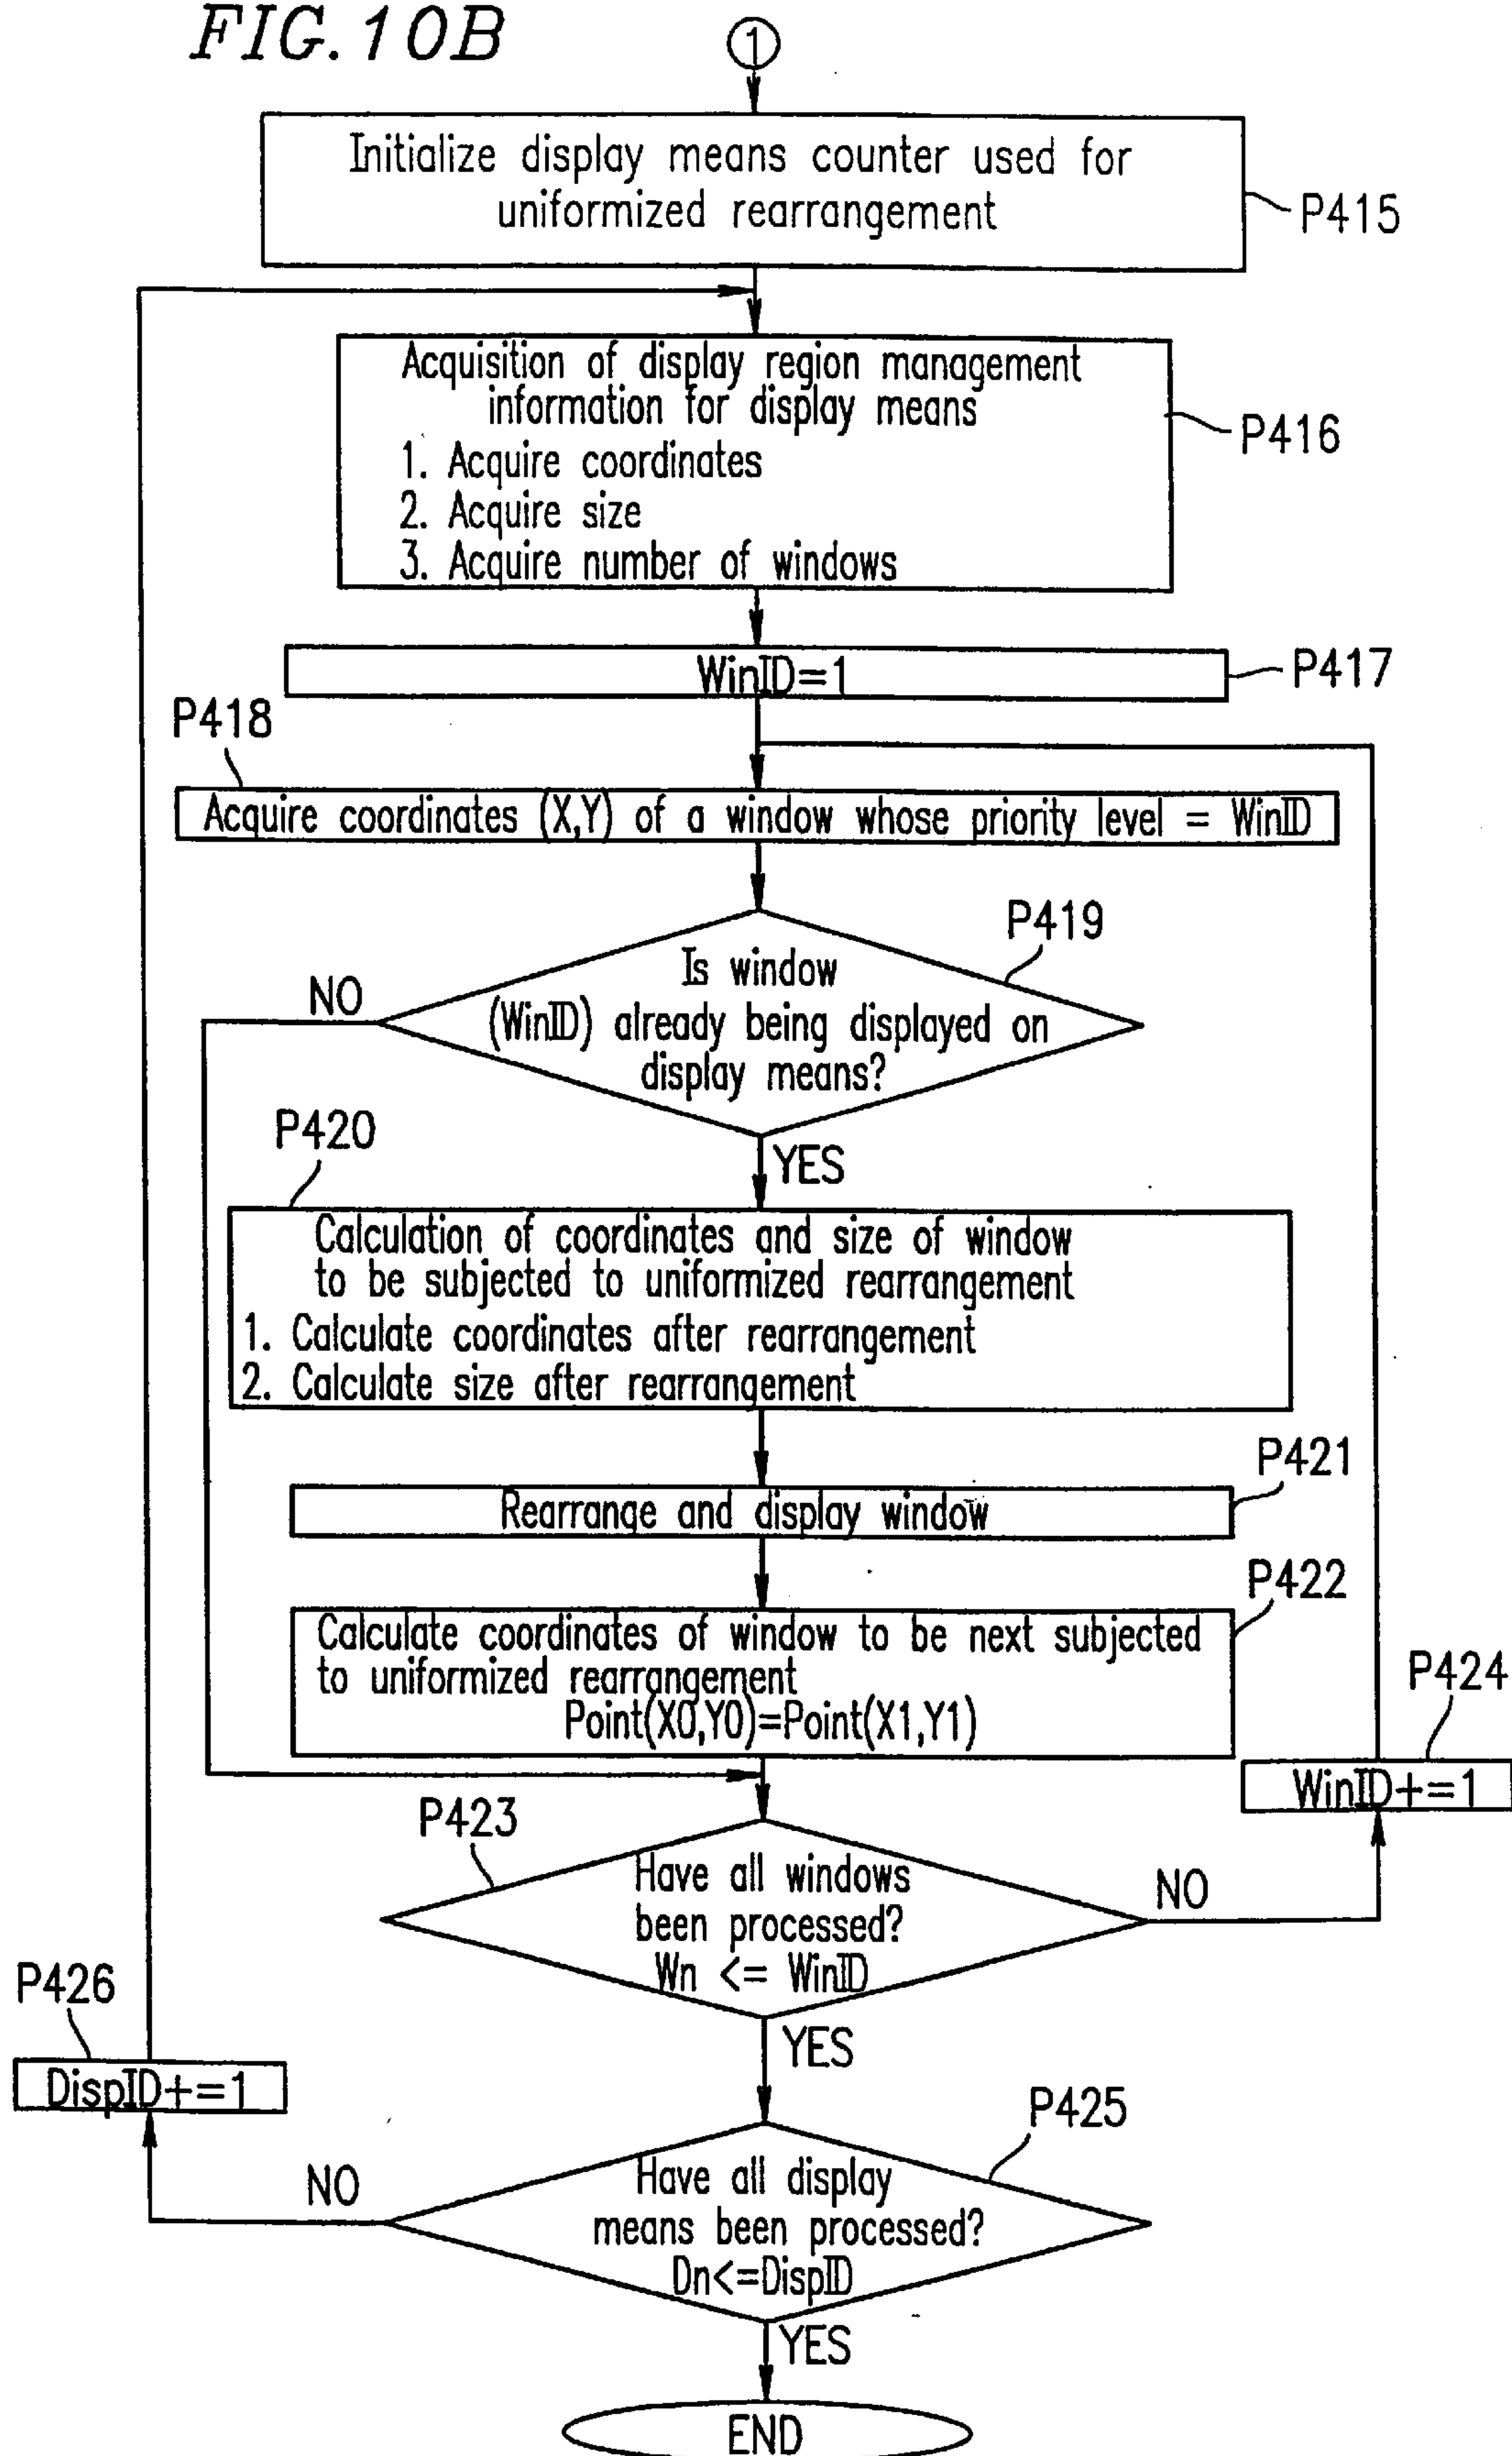 FIG.10B
1
Initialize display means counter used for
uniformized rearrangement
P415
Acquisition of display region management
information for display means
1. Acquire coordinates
2. Acquire size
3. Acquire number of windows
P416
WinID=1
P417
P418
Acquire coordinates (X,Y) of a window whose priority level = WinID
P419
Is window
(WinID) already being displayed on
display means?
NO
YES
P420
Calculation of coordinates and size of window
to be subjected to uniformized rearrangement
1. Calculate coordinates after rearrangement
2. Calculate size after rearrangement
P421
Rearrange and display window
P422
Calculate coordinates of window to be next subjected
to uniformized rearrangement
Point(X0,Y0)=Point(X1,Y1)
P424
WinID+=1
P423
Have all windows
been processed?
Wn <= WinID
NO
YES
P426
DispID+=1
P425
Have all display
means been processed?
Dn<=DispID
NO
YES
END